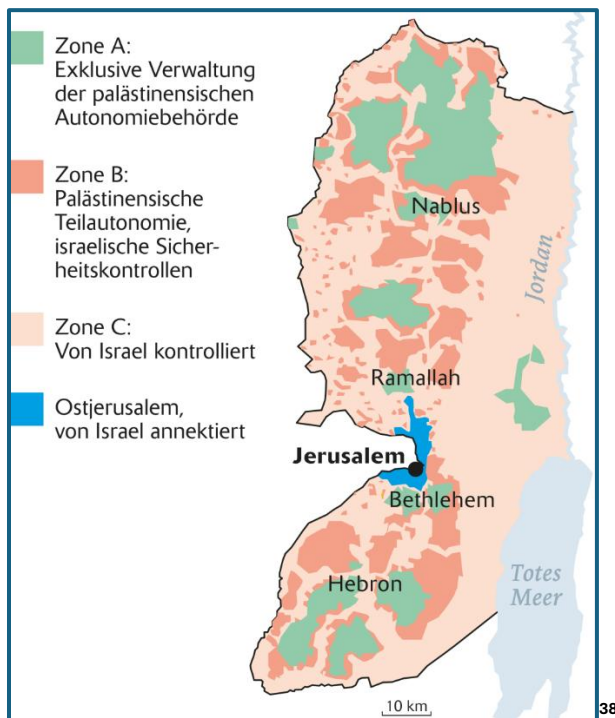 Zone A:
Exklusive Verwaltung
der palästinensischen
Autonomiebehörde
Zone B:
Palästinensische
Teilautonomie,
israelische Sicher-
heitskontrollen
Zone C:
Von Israel kontrolliert
Ostjerusalem,
von Israel annektiert
Nablus
Jordan
Ramallah
Jerusalem
Bethlehem
Hebron
Totes
Meer
10 km
38